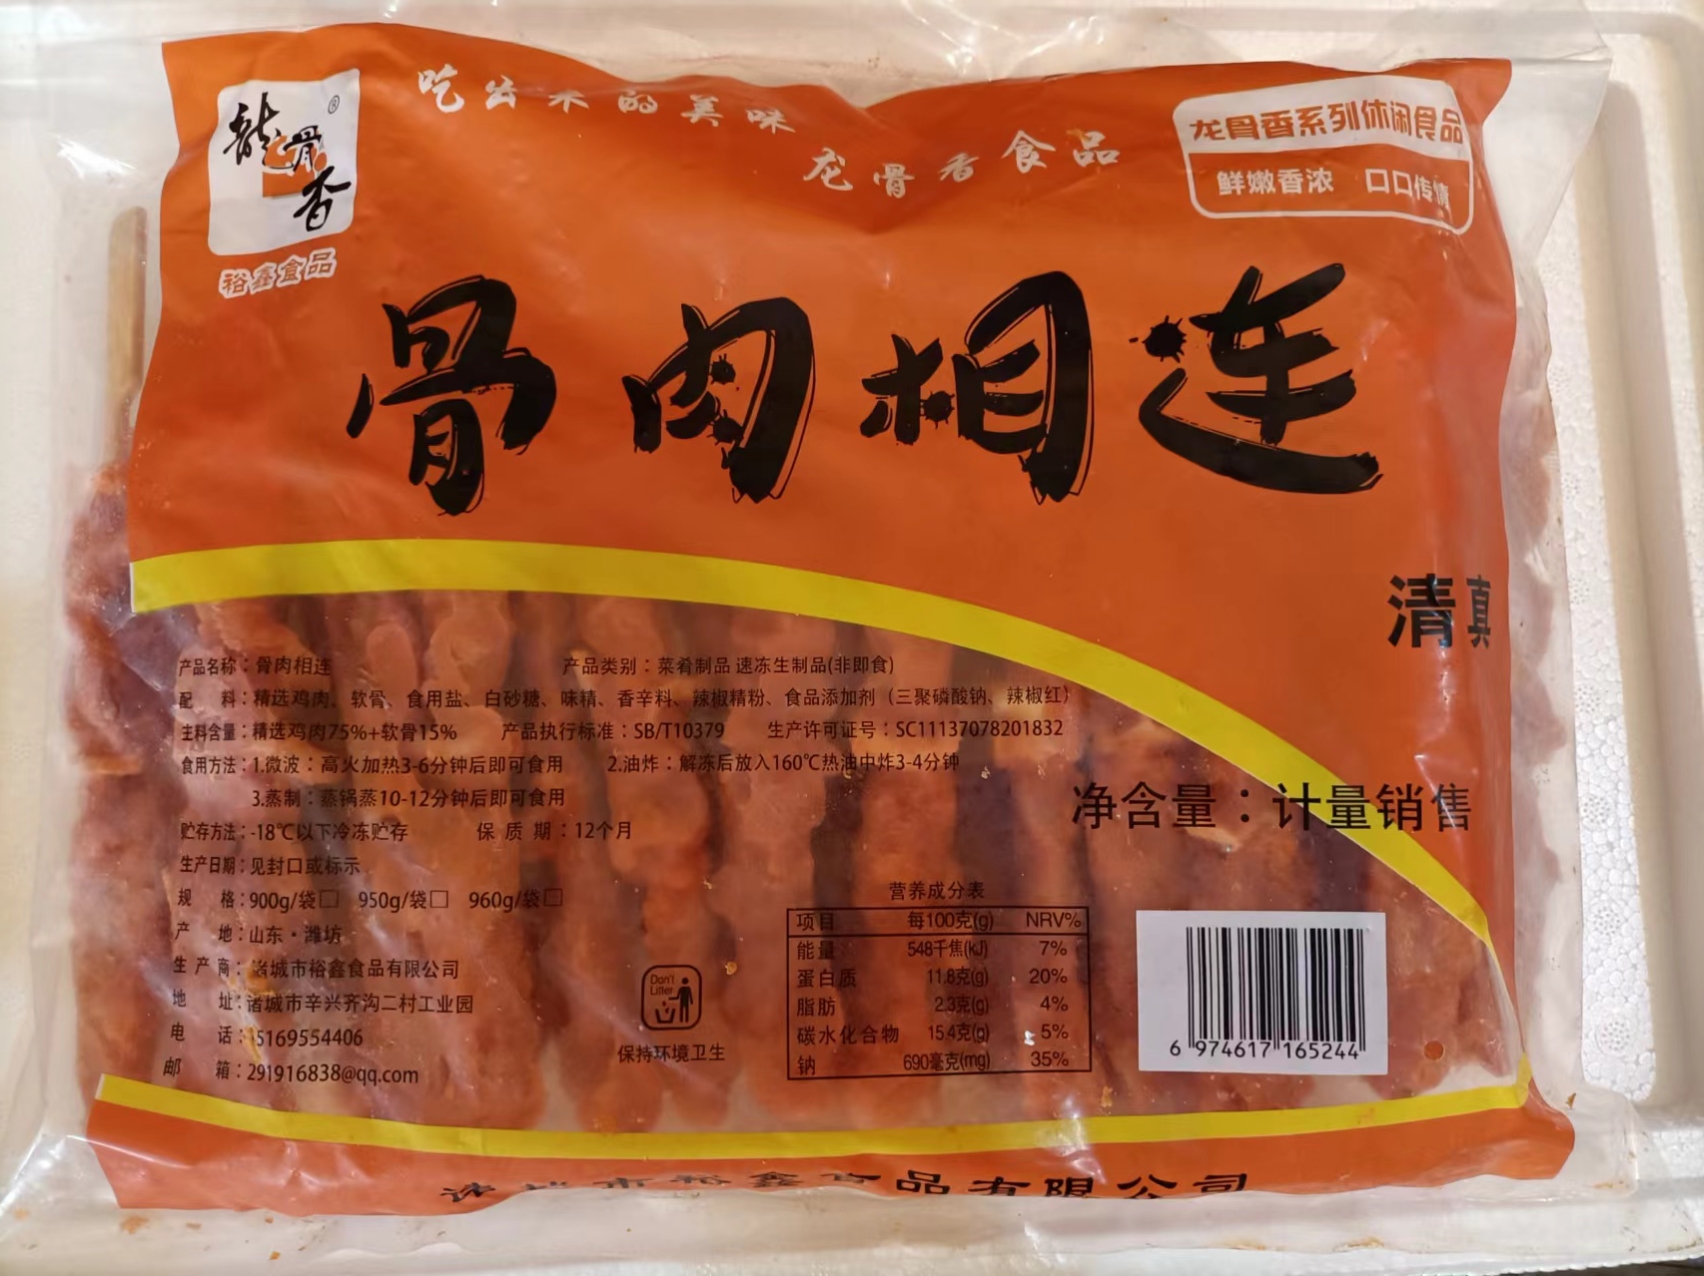 龍骨香®
裕鑫食品
吃出来的美味
龙骨香食品
龙骨香系列休闲食品
鲜嫩香浓 口口传情
骨肉相连
清真
产品名称：骨肉相连 产品类别：菜肴制品 速冻生制品(非即食)
配 料：精选鸡肉、软骨、食用盐、白砂糖、味精、香辛料、辣椒精粉、食品添加剂（三聚磷酸钠、辣椒红）
主料含量：精选鸡肉75%+软骨15% 产品执行标准：SB/T10379 生产许可证号：SC11137078201832
食用方法：1.微波：高火加热3-6分钟后即可食用 2.油炸：解冻后放入160℃热油中炸3-4分钟
3.蒸制：蒸锅蒸10-12分钟后即可食用
贮存方法：-18℃以下冷冻贮存 保 质 期：12个月
生产日期：见封口或标示
规 格：900g/袋□ 950g/袋□ 960g/袋□
产 地：山东·潍坊
生 产 商：诸城市裕鑫食品有限公司
地 址：诸城市辛兴齐沟二村工业园
电 话：15169554406
邮 箱：291916838@qq.com
净含量：计量销售
Don't
Litter
保持环境卫生
营养成分表
项目 每100克(g) NRV%
能量 548千焦(kJ) 7%
蛋白质 11.8克(g) 20%
脂肪 2.3克(g) 4%
碳水化合物 15.4克(g) 5%
钠 690毫克(mg) 35%
6 974617 165244
诸城市裕鑫食品有限公司